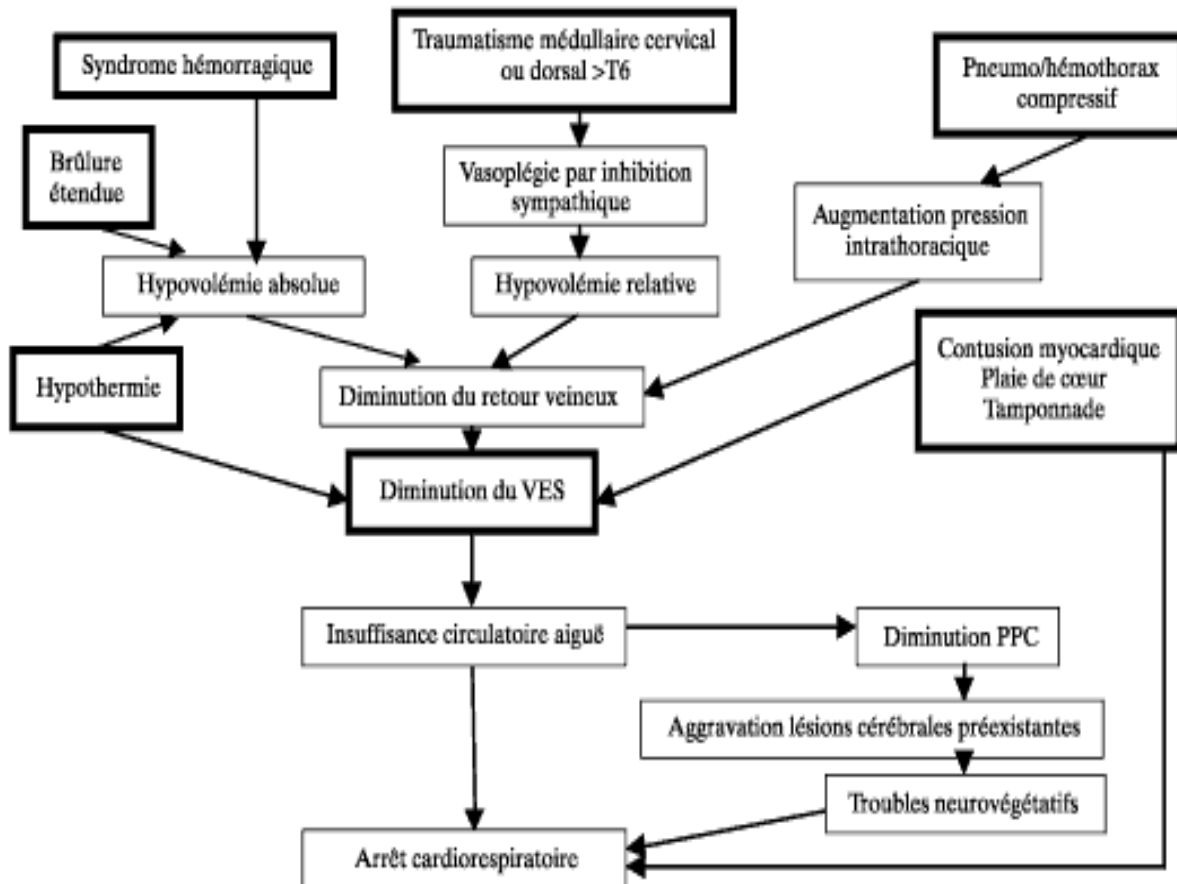 Traumatisme médullaire cervical
ou dorsal >T6
Syndrome hémorragique
Pneumo/hémothorax
compressif
Brûlure
étendue
Vasoplégie par inhibition
sympathique
Augmentation pression
intrathoracique
Hypovolémie absolue
Hypovolémie relative
Contusion myocardique
Plaie de cœur
Tamponnade
Hypothermie
Diminution du retour veineux
Diminution du VES
Insuffisance circulatoire aiguë
Diminution PPC
Aggravation lésions cérébrales préexistantes
Troubles neurovégétatifs
Arrêt cardiorespiratoire